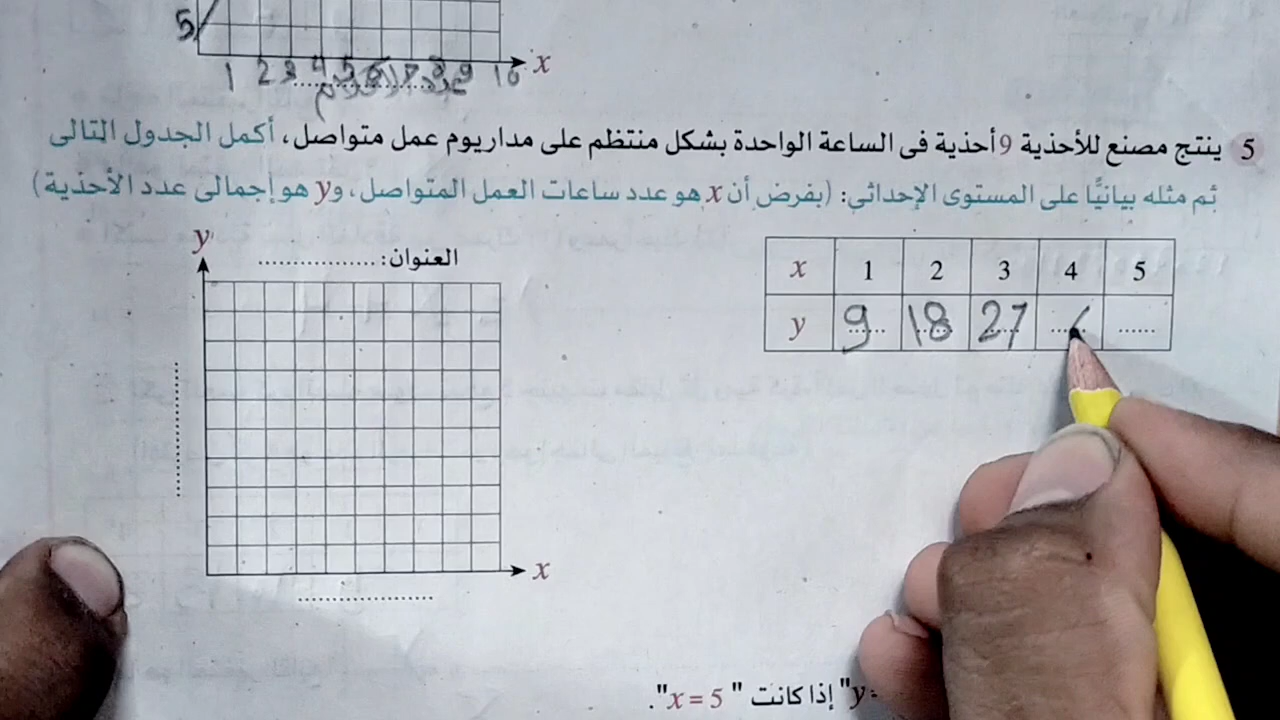 5
x
1 2 3 4 5 6 7 8 9 10
5 ينتج مصنع للأحذية 9 أحذية فى الساعة الواحدة بشكل منتظم على مدار يوم عمل متواصل، أكمل الجدول التالى
ثم مثله بيانيًّا على المستوى الإحداثي: (بفرض أن x هو عدد ساعات العمل المتواصل، و y هو إجمالى عدد الأحذية)
x 1 2 3 4 5
y 9 18 27 ...... ......
العنوان: ..................
y
x
y" إذا كانت "x = 5".